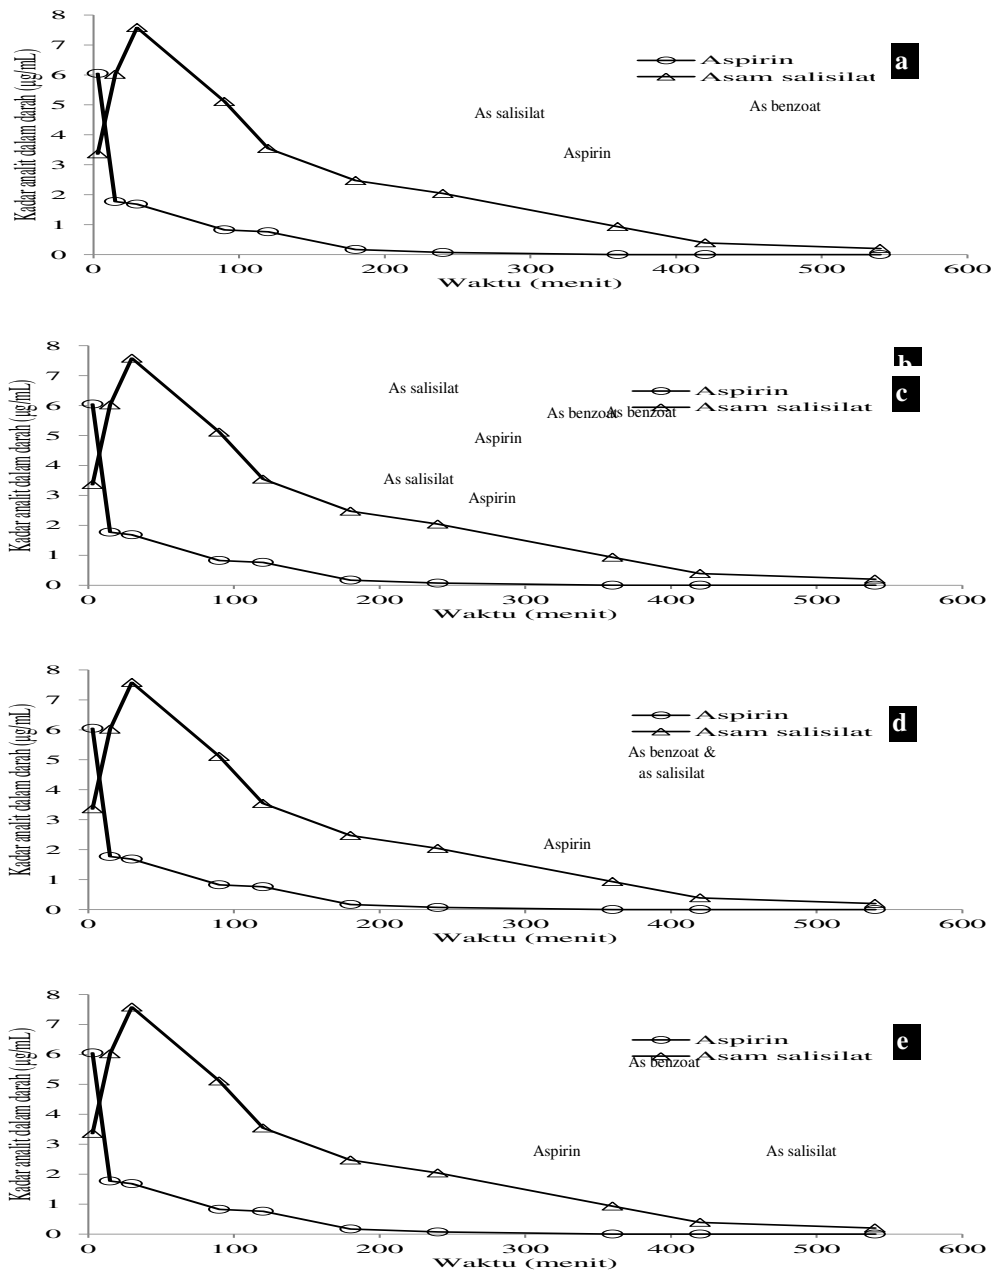 8
7
6
5
4
3
2
1
0
Kadar analit dalam darah (µg/mL)
Aspirin
Asam salisilat
a
As salisilat
As benzoat
Aspirin
0 100 200 300 400 500 600
Waktu (menit)
8
7
6
5
4
3
2
1
0
Kadar analit dalam darah (µg/mL)
b
c
Aspirin
Asam salisilat
As salisilat
As benzoat
As benzoat
Aspirin
As salisilat
Aspirin
0 100 200 300 400 500 600
Waktu (menit)
8
7
6
5
4
3
2
1
0
Kadar analit dalam darah (µg/mL)
Aspirin
Asam salisilat
d
As benzoat &
as salisilat
Aspirin
0 100 200 300 400 500 600
Waktu (menit)
8
7
6
5
4
3
2
1
0
Kadar analit dalam darah (µg/mL)
Aspirin
Asam salisilat
e
As benzoat
Aspirin
As salisilat
0 100 200 300 400 500 600
Waktu (menit)